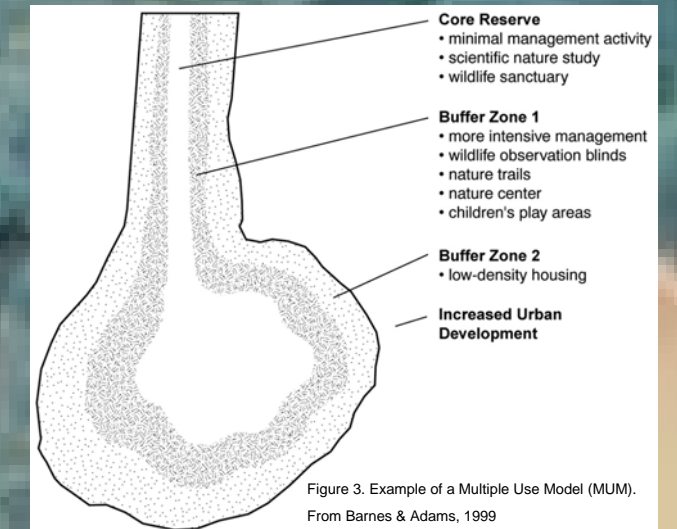 Core Reserve
• minimal management activity
• scientific nature study
• wildlife sanctuary
Buffer Zone 1
• more intensive management
• wildlife observation blinds
• nature trails
• nature center
• children's play areas
Buffer Zone 2
• low-density housing
Increased Urban
Development
Figure 3. Example of a Multiple Use Model (MUM).
From Barnes & Adams, 1999